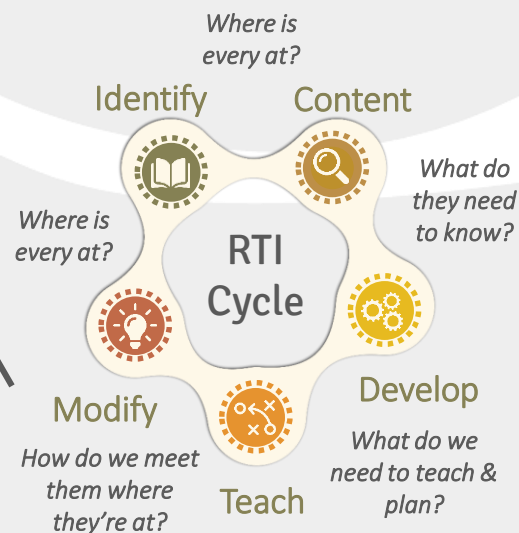 Where is
every at?
Identify
Content
What do
they need
to know?
Where is
every at?
RTI
Cycle
Develop
Modify
What do we
need to teach &
plan?
How do we meet
them where
they're at?
Teach